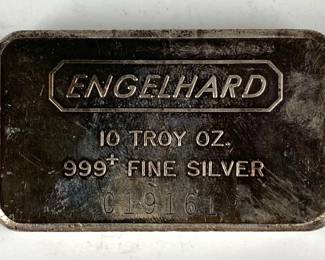 ENGELHARD
10 TROY OZ.
999+ FINE SILVER
C19161